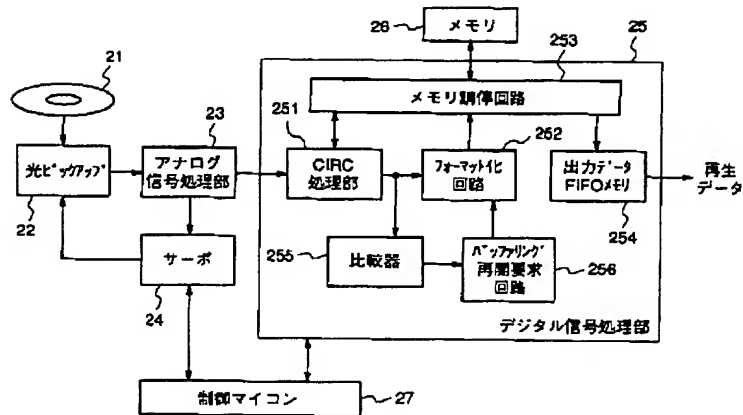 26
メモリ
25
253
21
メモリ調停回路
23
251
252
光ピックアップ
アナログ
信号処理部
CIRC
処理部
フォーマット化
回路
出力データ
FIFOメモリ
再生
データ
22
254
サーボ
255
比較器
バッファリング
再開要求
回路
256
24
デジタル信号処理部
制御マイコン
27